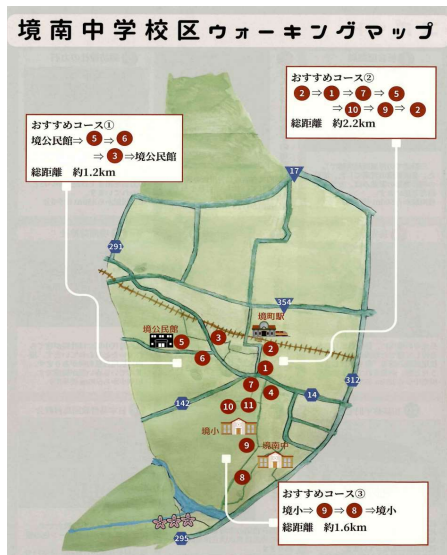 境南中学校区ウォーキングマップ
おすすめコース②
2⇒1⇒7⇒5
⇒10⇒9⇒2
総距離 約2.2km
おすすめコース①
境公民館⇒5⇒6
⇒3⇒境公民館
総距離 約1.2km
17
291
354
境町駅
境公民館
5
3
2
6
1
7
4
312
142
14
10
11
境小
9
境南中
8
おすすめコース③
境小⇒9⇒8⇒境小
総距離 約1.6km
295